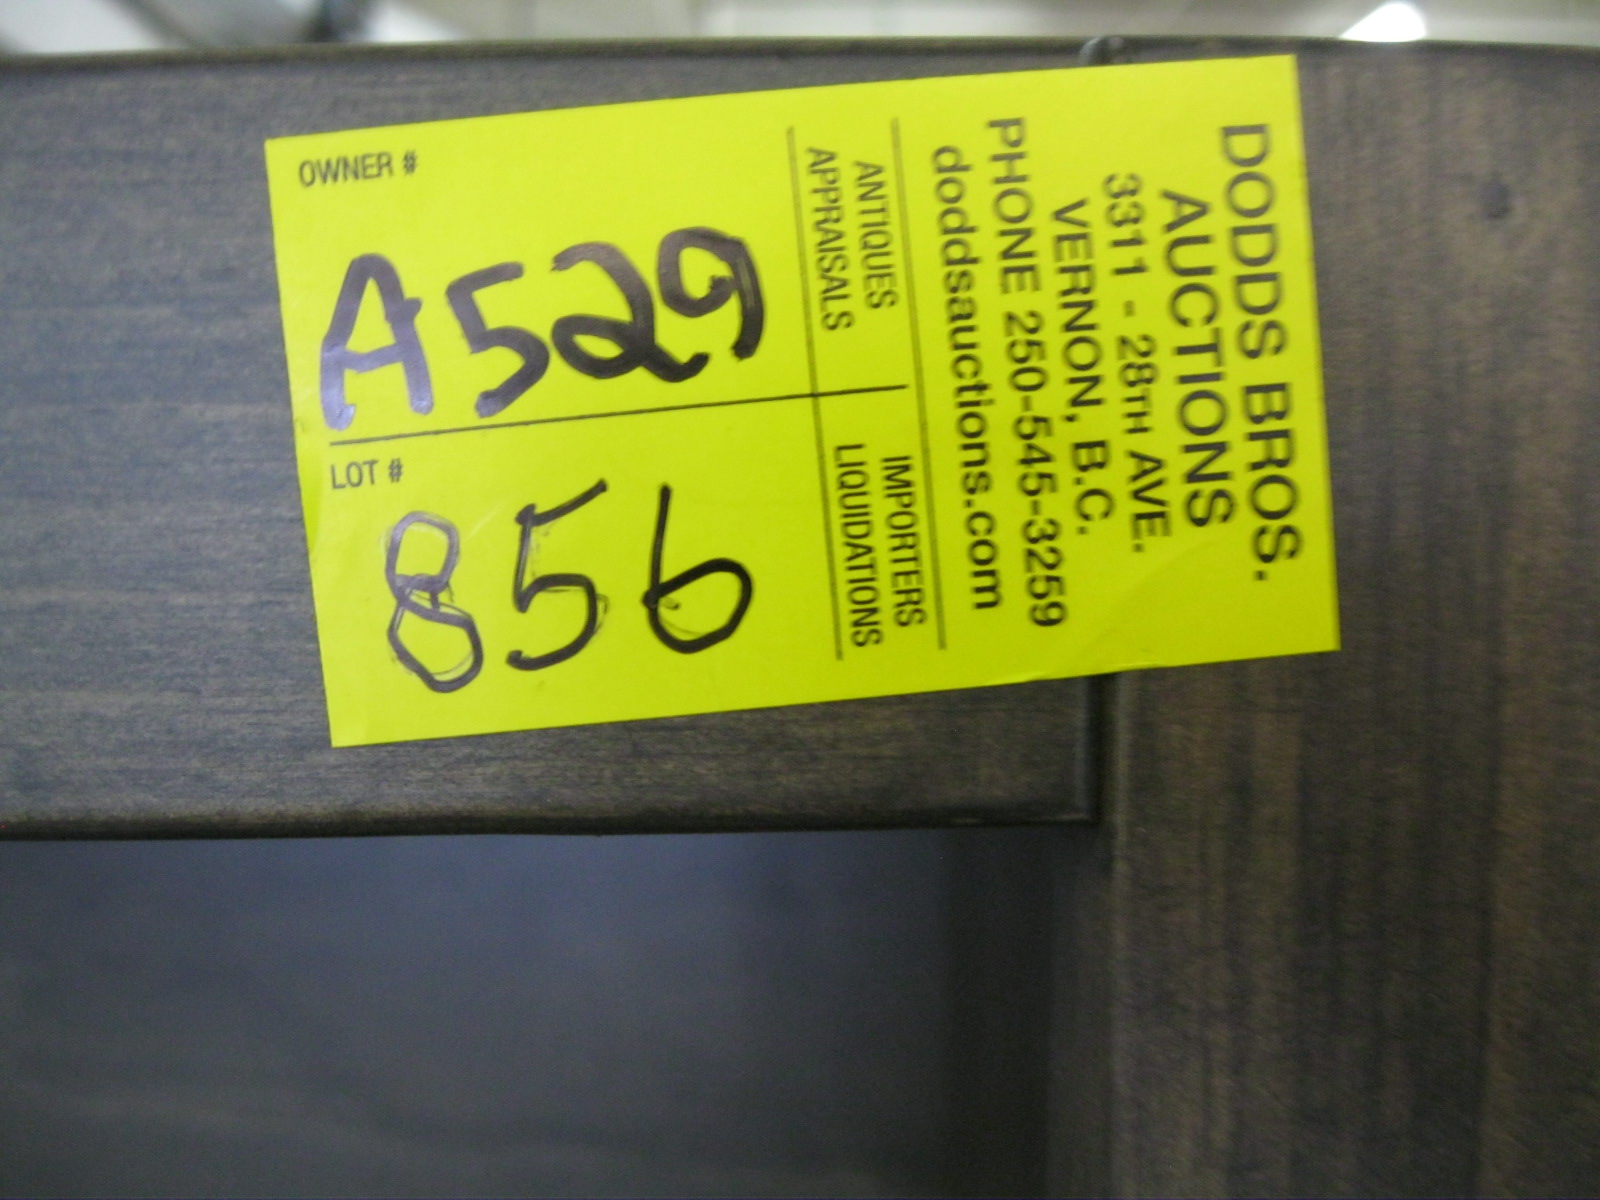 DODDS BROS.
AUCTIONS
3311 - 28TH AVE.
VERNON, B.C.
PHONE 250-545-3259
doddsauctions.com
ANTIQUES
APPRAISALS
IMPORTERS
LIQUIDATIONS
OWNER #
A529
LOT #
856